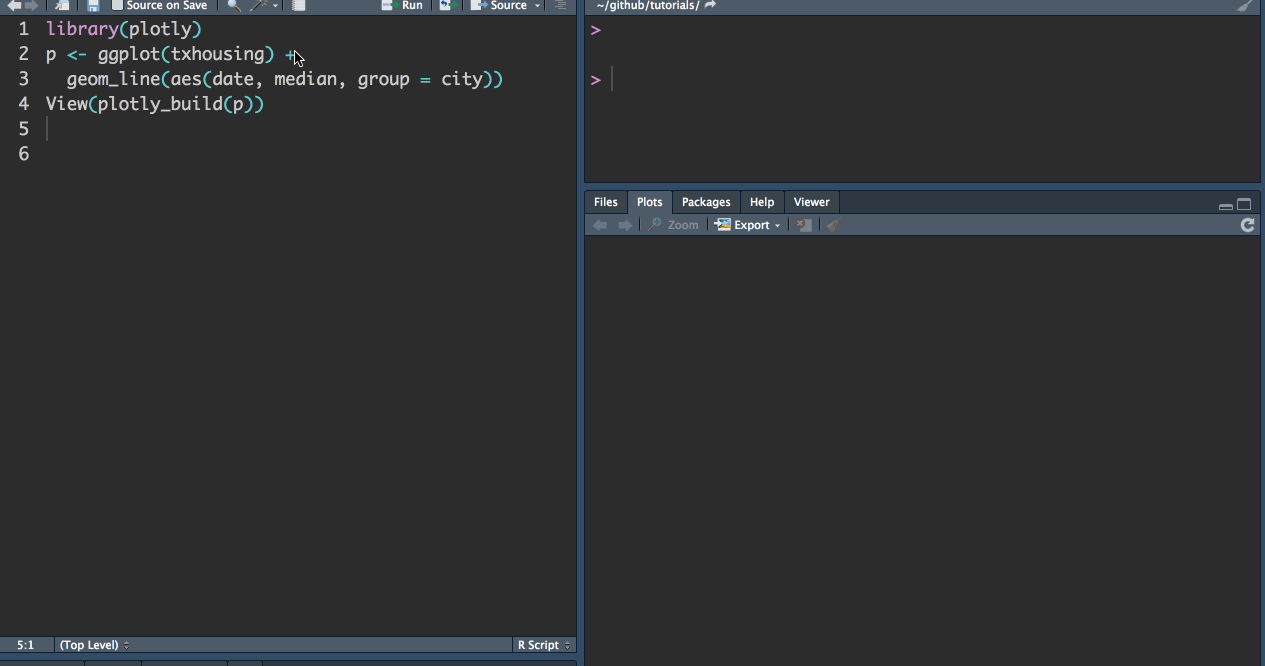 Source on Save
Run
Source
1 library(plotly)
2 p <- ggplot(txhousing) +
3   geom_line(aes(date, median, group = city))
4 View(plotly_build(p))
5
6
5:1
(Top Level)
R Script
~/github/tutorials/
>
>
Files
Plots
Packages
Help
Viewer
Zoom
Export